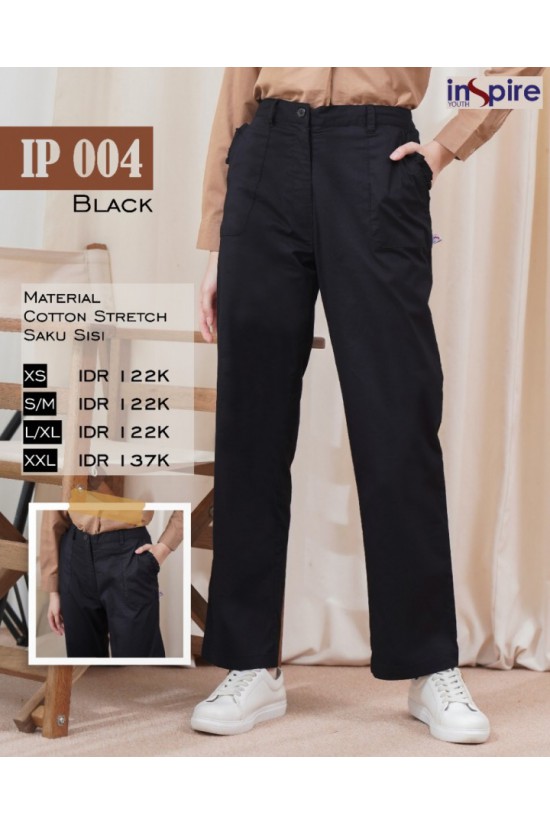 inSpire
YOUTH
IP 004
BLACK
MATERIAL
COTTON STRETCH
SAKU SISI
XS IDR 122K
S/M IDR 122K
L/XL IDR 122K
XXL IDR 137K